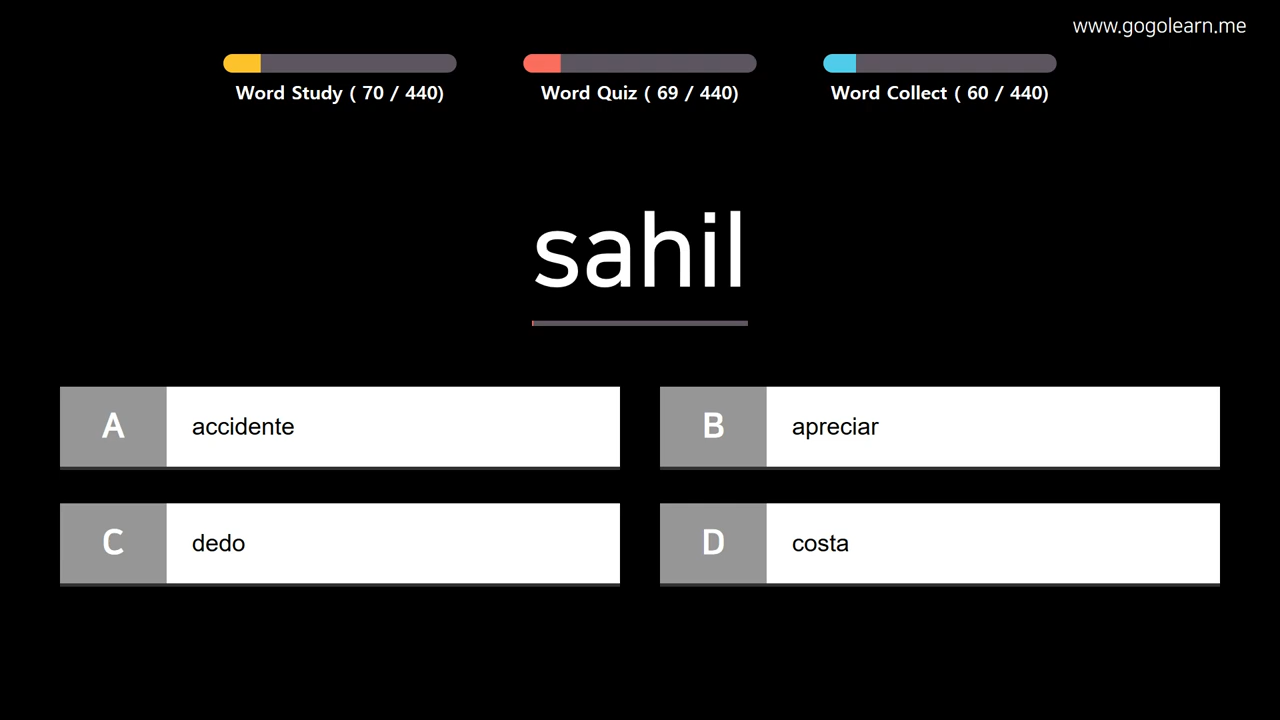 www.gogolearn.me
Word Study ( 70 / 440)
Word Quiz ( 69 / 440)
Word Collect ( 60 / 440)
sahil
A accidente
B apreciar
C dedo
D costa